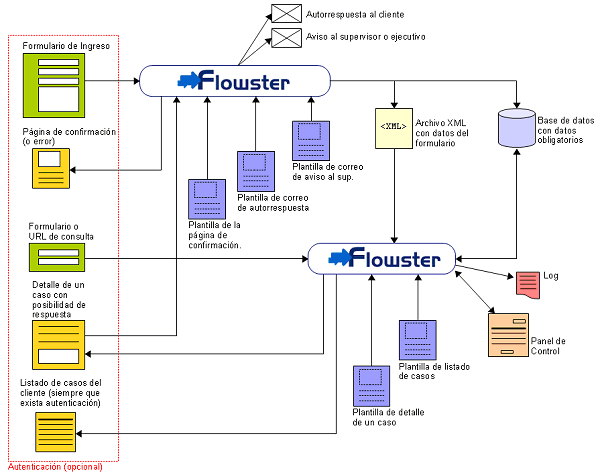 Autorrespuesta al cliente
Aviso al supervisor o ejecutivo
Formulario de Ingreso
Flowster
Página de confirmación
(o error)
<XML>
Archivo XML
con datos del
formulario
Base de datos
con datos
obligatorios
Plantilla de correo
de aviso al sup.
Plantilla de correo
de autorrespuesta
Plantilla de la
página de
confirmación.
Formulario o
URL de consulta
Flowster
Log
Detalle de un
caso con
posibilidad de
respuesta
Panel de
Control
Plantilla de listado
de casos
Plantilla de detalle
de un caso
Listado de casos del
cliente (siempre que
exista autenticación)
Autenticación (opcional)